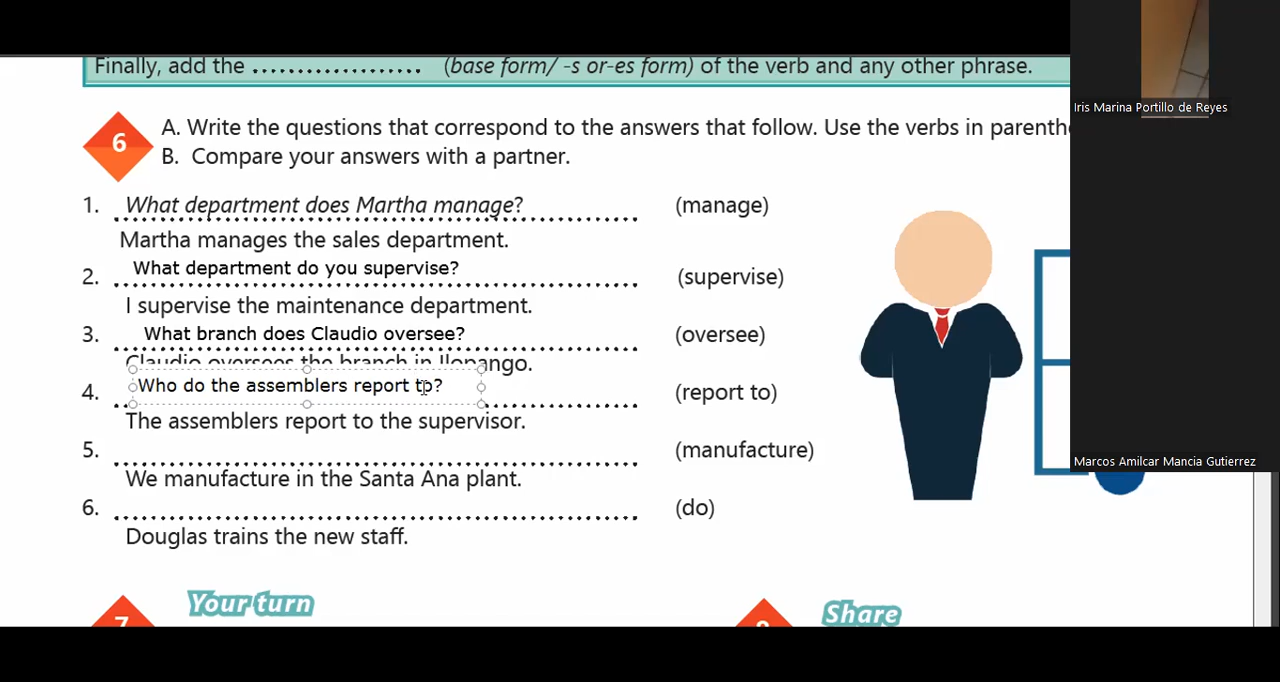 Finally, add the ................... (base form/ -s or-es form) of the verb and any other phrase.
Iris Marina Portillo de Reyes
6
A. Write the questions that correspond to the answers that follow. Use the verbs in
B. Compare your answers with a partner.
1. What department does Martha manage? (manage)
Martha manages the sales department.
2. What department do you supervise? (supervise)
I supervise the maintenance department.
3. What branch does Claudio oversee? (oversee)
Claudio oversees the branch in Ilopango.
4. Who do the assemblers report to? (report to)
The assemblers report to the supervisor.
5. (manufacture)
We manufacture in the Santa Ana plant.
Marcos Amilcar Mancia Gutierrez
6. (do)
Douglas trains the new staff.
7 Your turn
Share